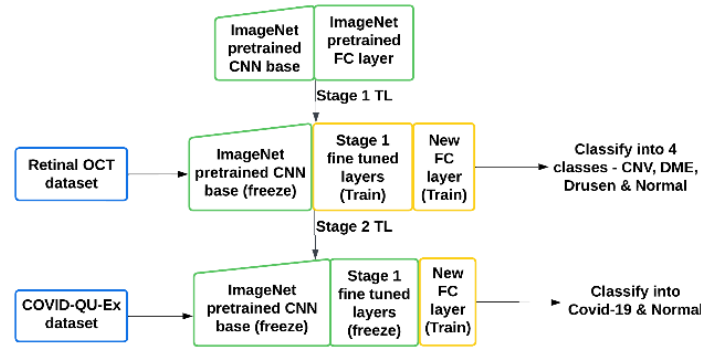 ImageNet
pretrained
CNN base
ImageNet
pretrained
FC layer
Stage 1 TL
Retinal OCT
dataset
ImageNet
pretrained CNN
base (freeze)
Stage 1
fine tuned
layers
(Train)
New
FC
layer
(Train)
Classify into 4
classes - CNV, DME,
Drusen & Normal
Stage 2 TL
COVID-QU-Ex
dataset
ImageNet
pretrained CNN
base (freeze)
Stage 1
fine tuned
layers
(freeze)
New
FC
layer
(Train)
Classify into
Covid-19 & Normal